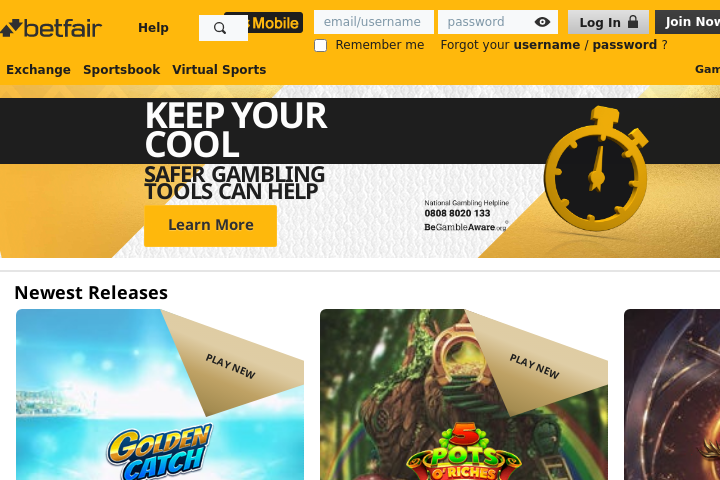 betfair
Help
Mobile
email/username
password
Log In
Join Now
Remember me
Forgot your username / password ?
Exchange
Sportsbook
Virtual Sports
Gam
KEEP YOUR
COOL
SAFER GAMBLING
TOOLS CAN HELP
Learn More
National Gambling Helpline
0808 8020 133
BeGambleAware.org
Newest Releases
PLAY NEW
GOLDEN
CATCH
PLAY NEW
5
POTS
O'RICHES